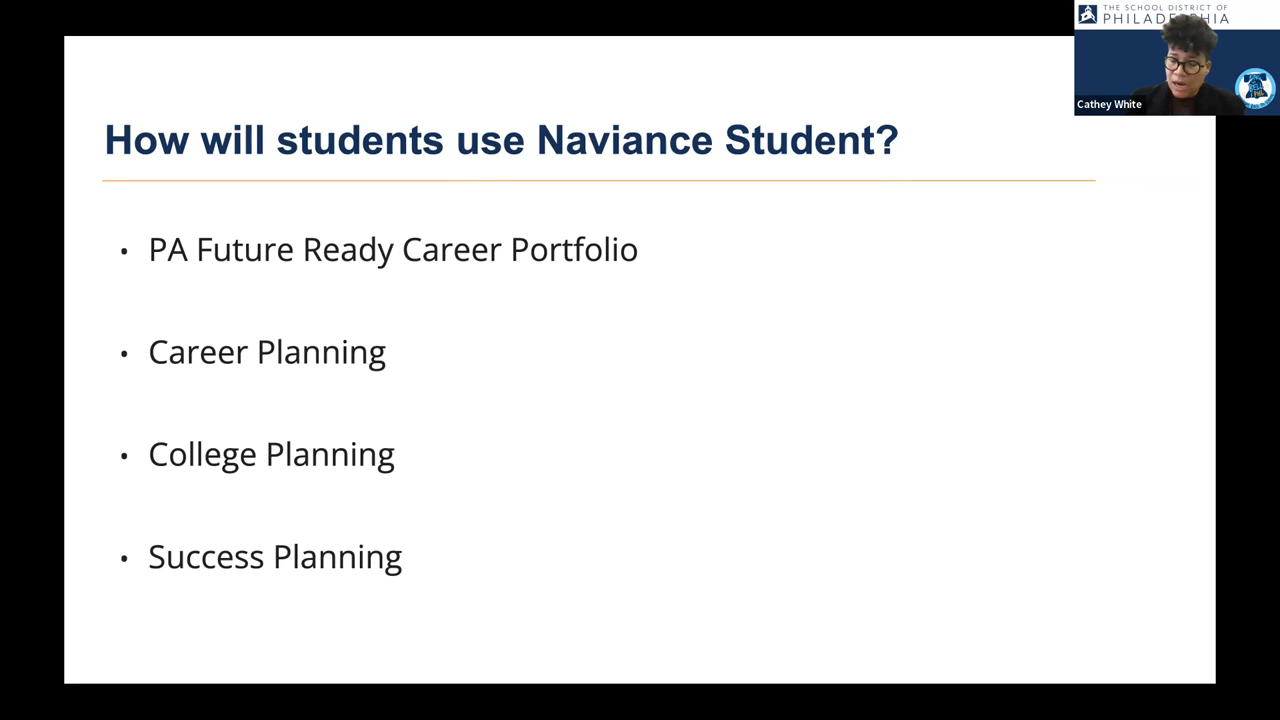 THE SCHOOL DISTRICT OF
PHILADELPHIA
Cathey White
How will students use Naviance Student?
• PA Future Ready Career Portfolio
• Career Planning
• College Planning
• Success Planning